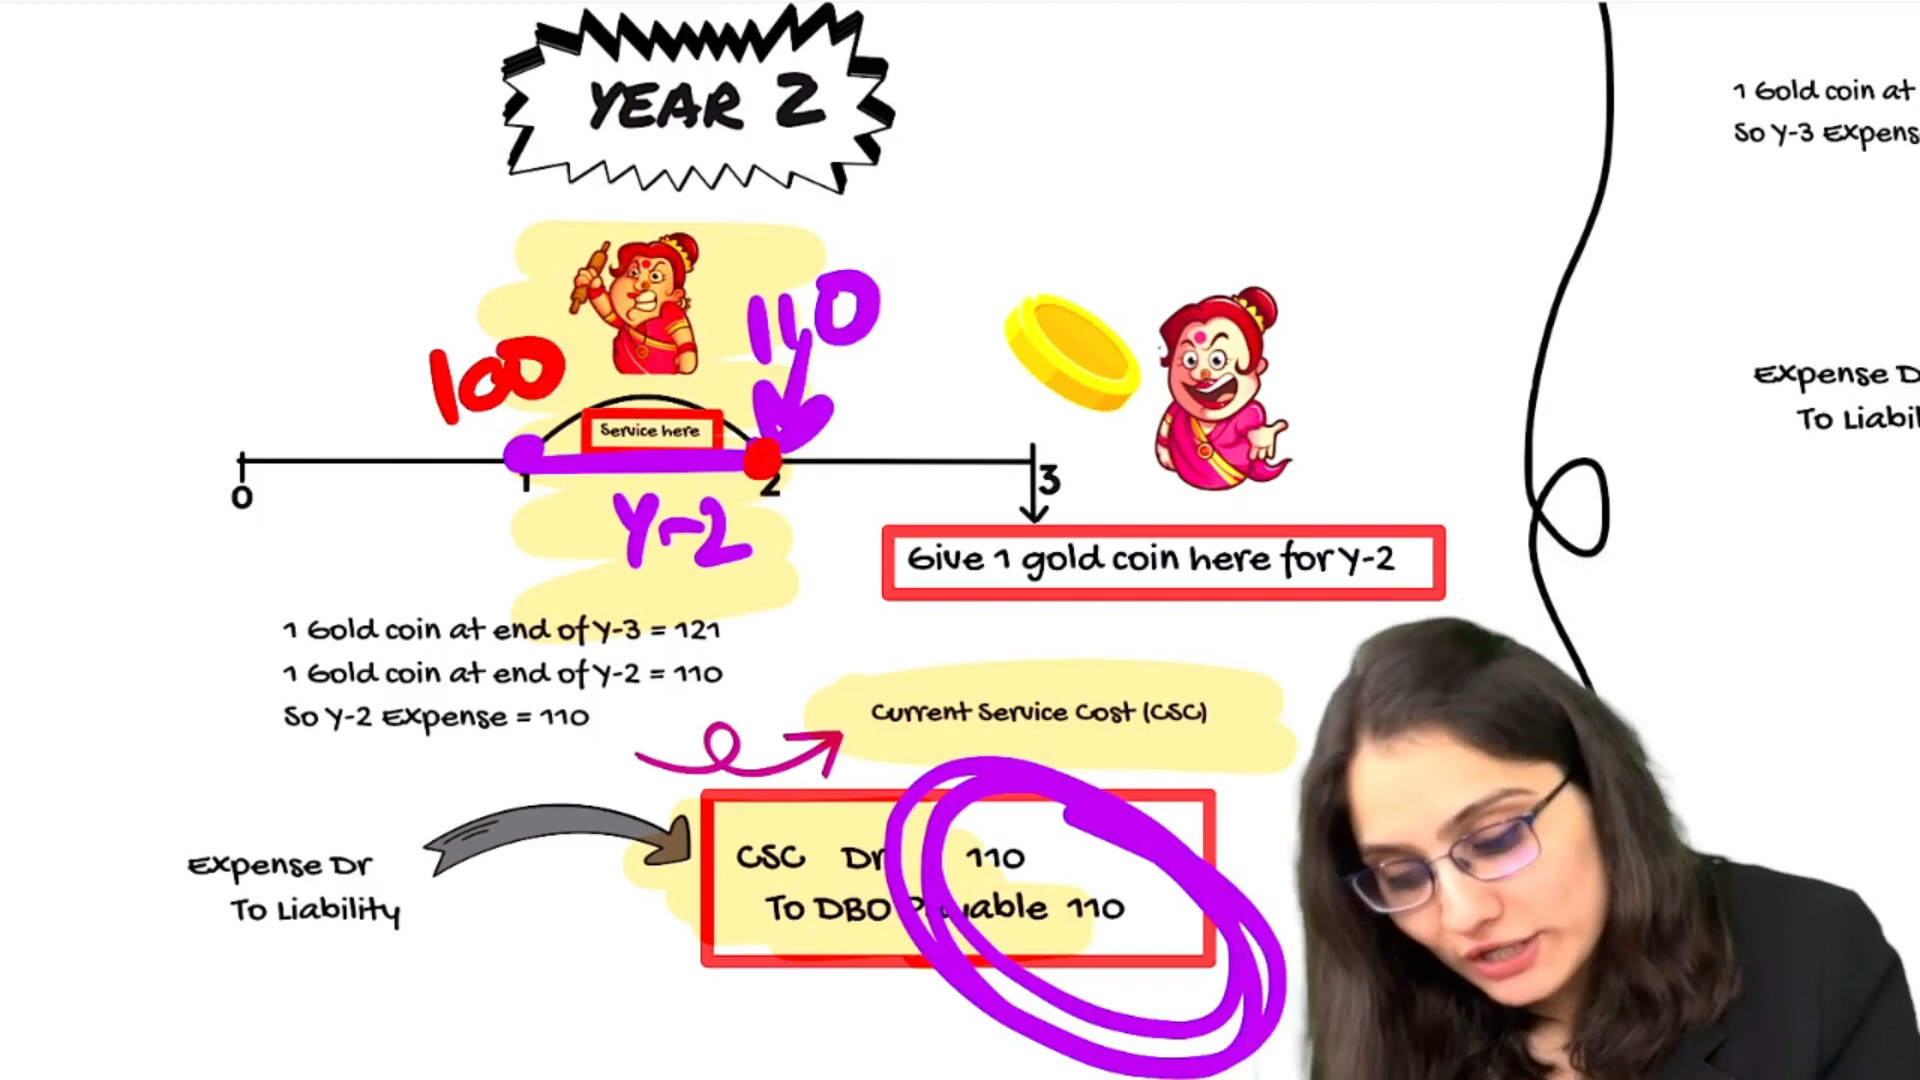 YEAR 2
1 Gold coin at
So Y-3 Expens
100
110
Service here
0
1
2
3
Y-2
Give 1 gold coin here for Y-2
Expense D
To Liabil
1 Gold coin at end of Y-3 = 121
1 Gold coin at end of Y-2 = 110
So Y-2 Expense = 110
Current Service Cost (CSC)
Expense Dr
To Liability
CSC Dr 110
To DBO Payable 110